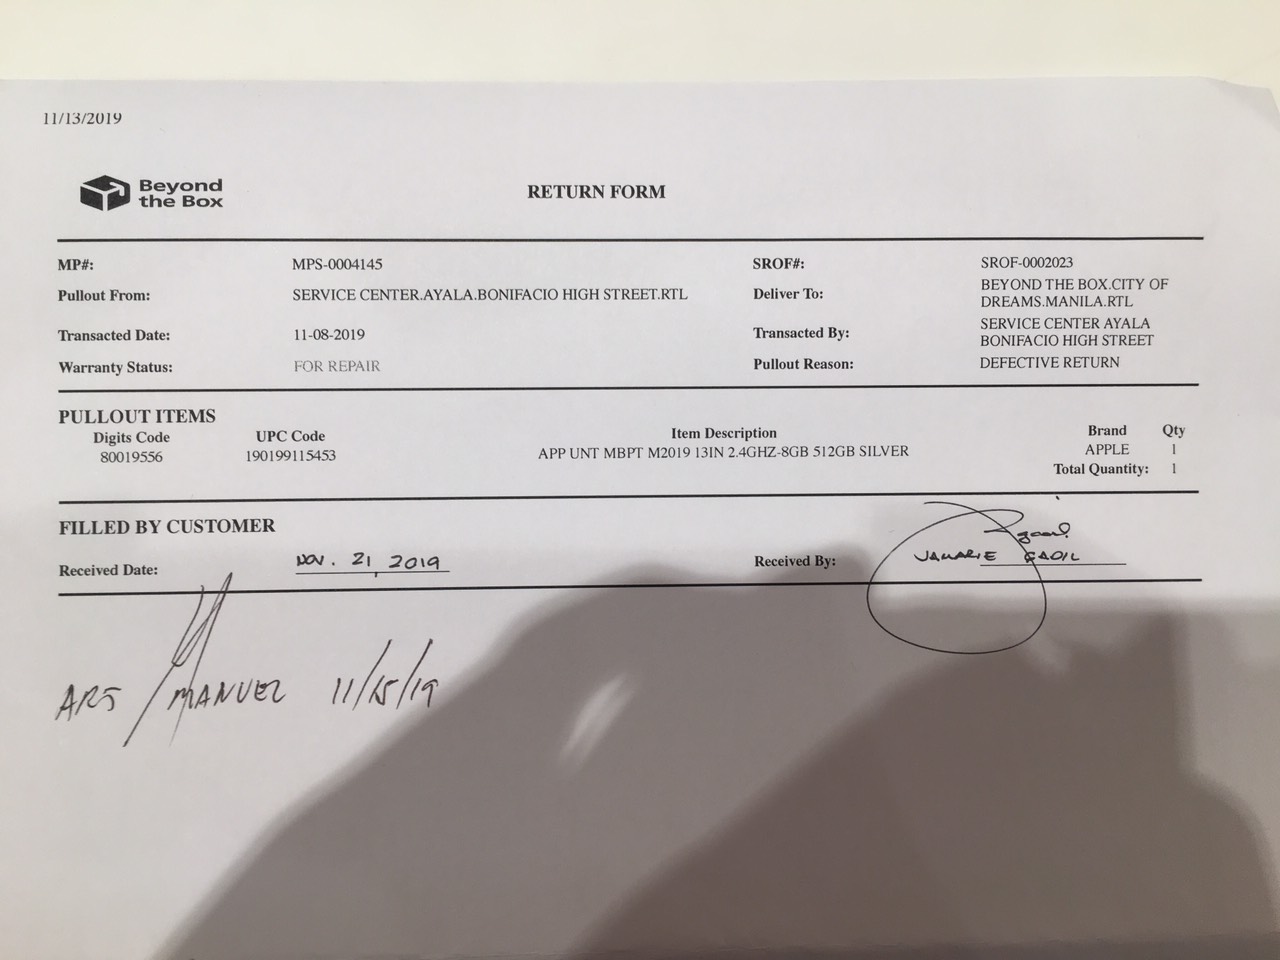 11/13/2019
Beyond
the Box
RETURN FORM
MP#: MPS-0004145 SROF#: SROF-0002023
Pullout From: SERVICE CENTER.AYALA.BONIFACIO HIGH STREET.RTL Deliver To: BEYOND THE BOX.CITY OF
DREAMS.MANILA.RTL
Transacted Date: 11-08-2019 Transacted By: SERVICE CENTER AYALA
BONIFACIO HIGH STREET
Warranty Status: FOR REPAIR Pullout Reason: DEFECTIVE RETURN
PULLOUT ITEMS
Digits Code UPC Code Item Description Brand Qty
80019556 190199115453 APP UNT MBPT M2019 13IN 2.4GHZ-8GB 512GB SILVER APPLE 1
Total Quantity: 1
FILLED BY CUSTOMER
Received Date: NOV. 21, 2019 Received By: JAMARIE GADIL
MANUEL 11/15/19